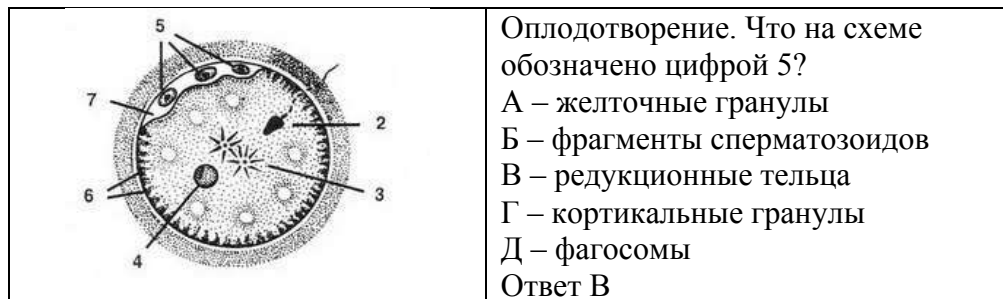 5
7
2
6
3
4
Оплодотворение. Что на схеме
обозначено цифрой 5?
А – желточные гранулы
Б – фрагменты сперматозоидов
В – редукционные тельца
Г – кортикальные гранулы
Д – фагосомы
Ответ В